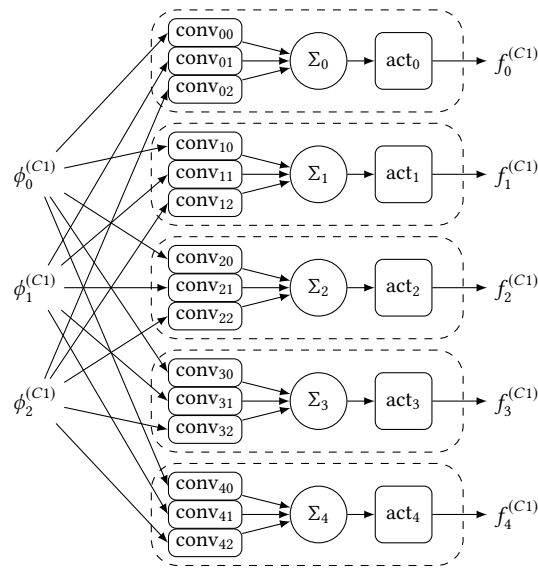 conv₀₀
conv₀₁ Σ₀ act₀ f₀^(C1)
conv₀₂
conv₁₀
ϕ₀^(C1) conv₁₁ Σ₁ act₁ f₁^(C1)
conv₁₂
conv₂₀
ϕ₁^(C1) conv₂₁ Σ₂ act₂ f₂^(C1)
conv₂₂
conv₃₀
ϕ₂^(C1) conv₃₁ Σ₃ act₃ f₃^(C1)
conv₃₂
conv₄₀
conv₄₁ Σ₄ act₄ f₄^(C1)
conv₄₂